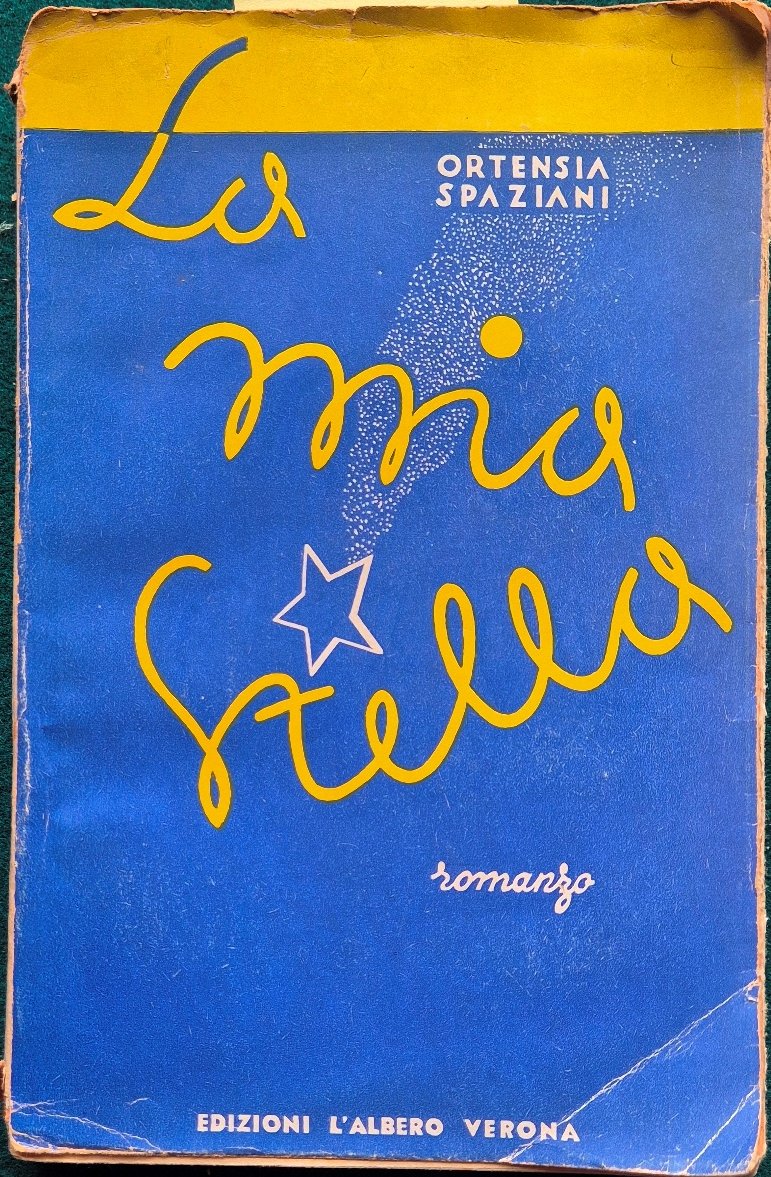 La
ORTENSIA
SPAZIANI
mia
Stella
romanzo
EDIZIONI L'ALBERO VERONA